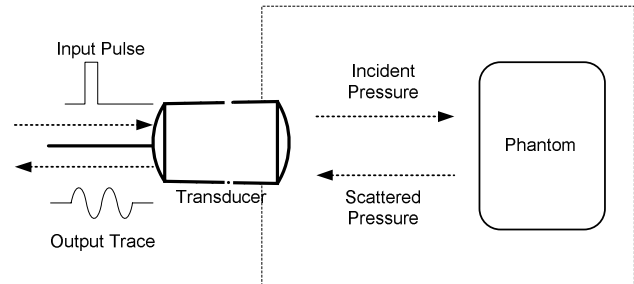 Input Pulse
Incident
Pressure
Phantom
Transducer
Scattered
Pressure
Output Trace